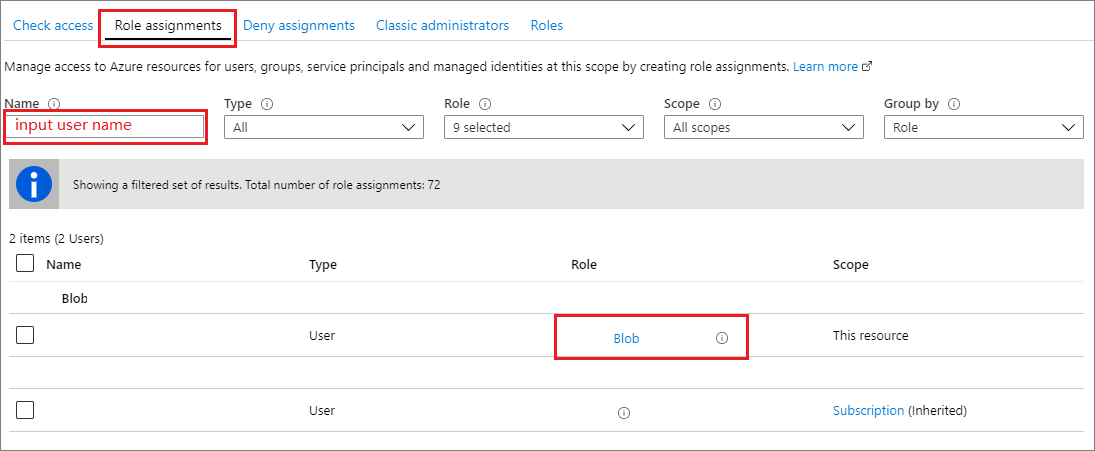 Check access Role assignments Deny assignments Classic administrators Roles
Manage access to Azure resources for users, groups, service principals and managed identities at this scope by creating role assignments. Learn more
Name Type Role Scope Group by
input user name All 9 selected All scopes Role
Showing a filtered set of results. Total number of role assignments: 72
2 items (2 Users)
Name Type Role Scope
Blob
User Blob This resource
User Subscription (Inherited)